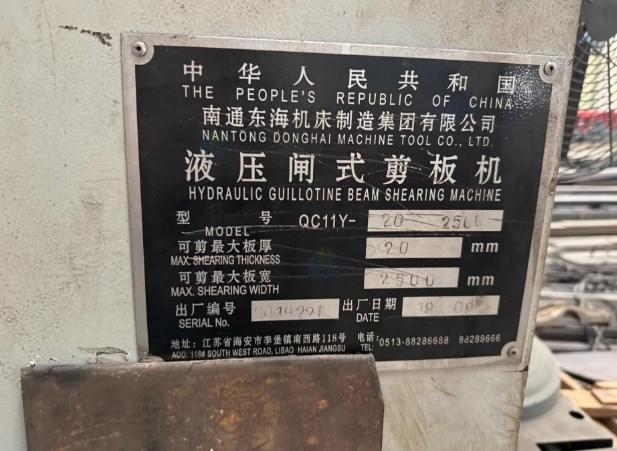 中华人民共和国
THE PEOPLE'S REPUBLIC OF CHINA
南通东海机床制造集团有限公司
NANTONG DONGHAI MACHINE TOOL CO., LTD.
液压闸式剪板机
HYDRAULIC GUILLOTINE BEAM SHEARING MACHINE
型 号 QC11Y- 20
MODEL
可剪最大板厚 20 mm
MAX. SHEARING THICKNESS
可剪最大板宽 2500 mm
MAX. SHEARING WIDTH
出厂编号 出厂日期
SERIAL No. DATE
地址: 江苏省海安市李堡镇南西路118号 电话: 0513-88286688 88289666
ADD: 118# SOUTH WEST ROAD, LIBAO HAIAN JIANGSU TEL: